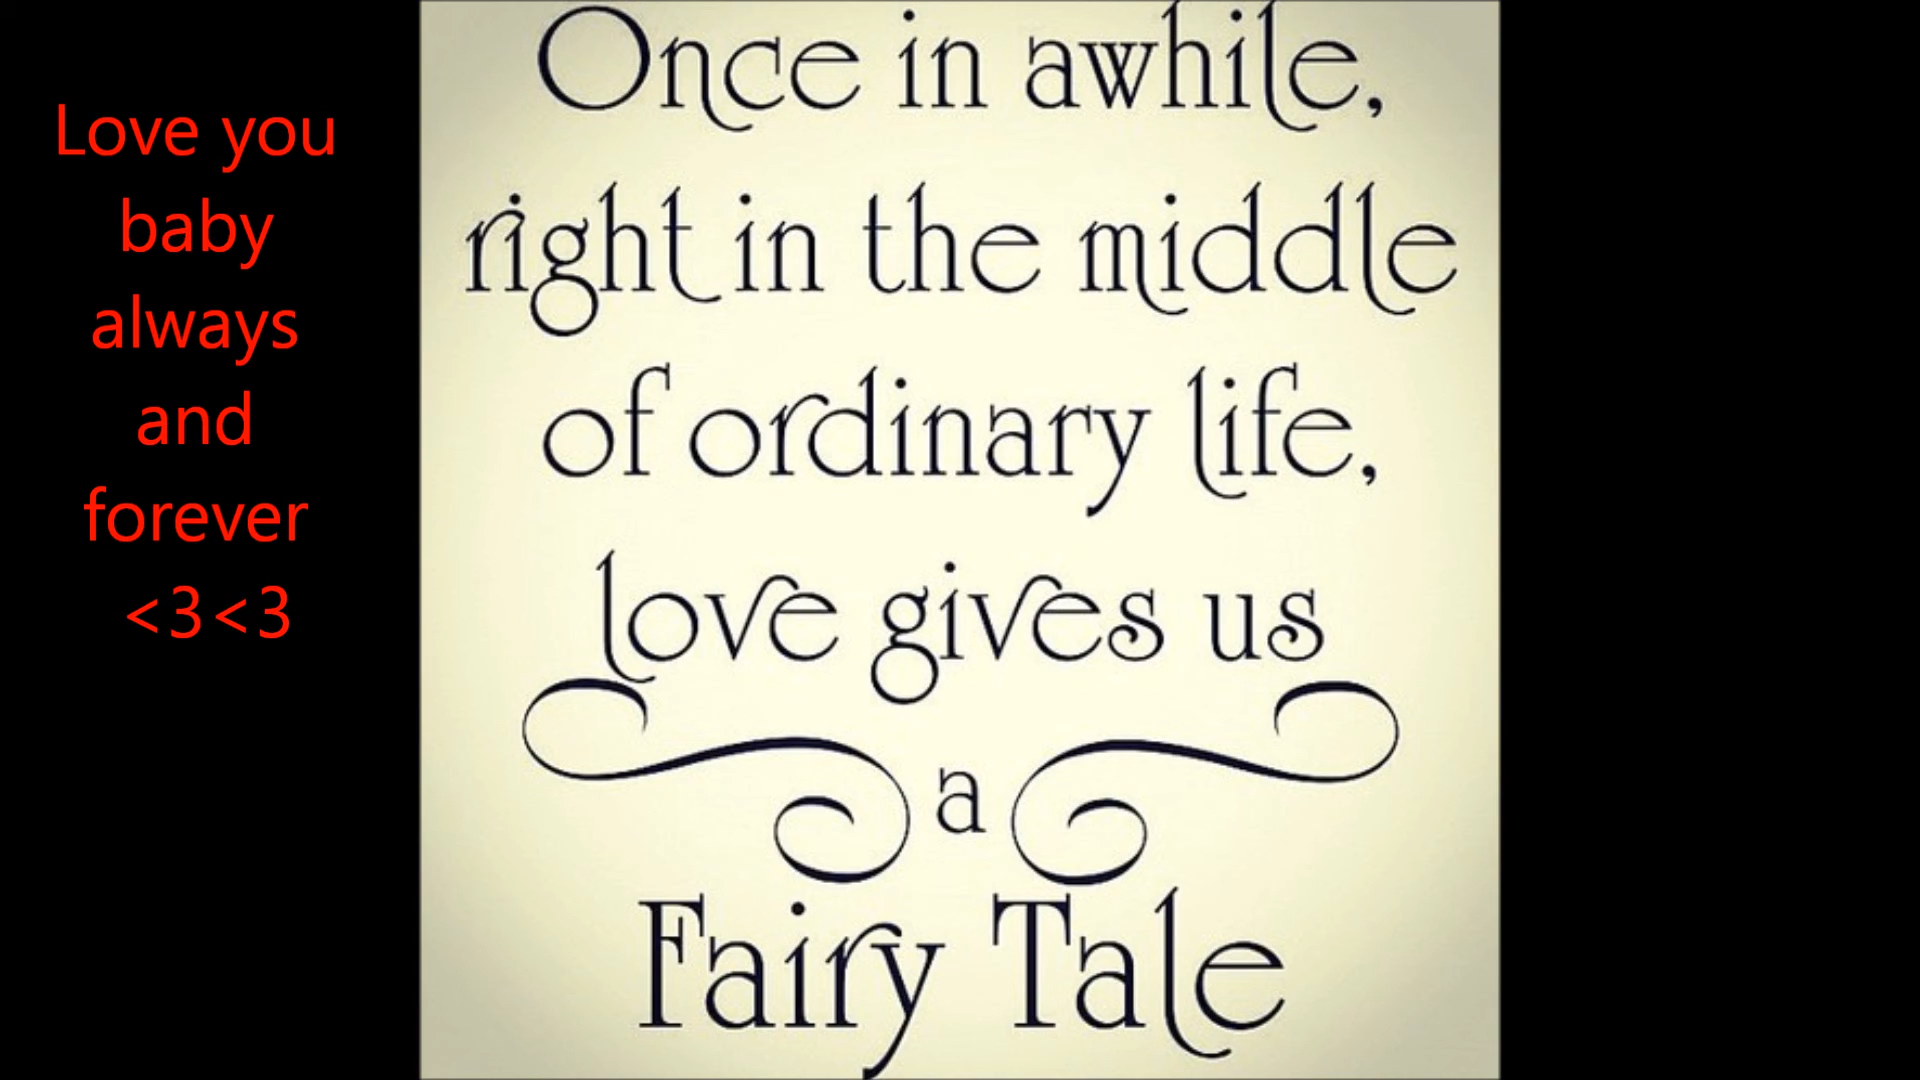 Love you
baby
always
and
forever
<3<3
Once in awhile,
right in the middle
of ordinary life,
love gives us
a
Fairy Tale